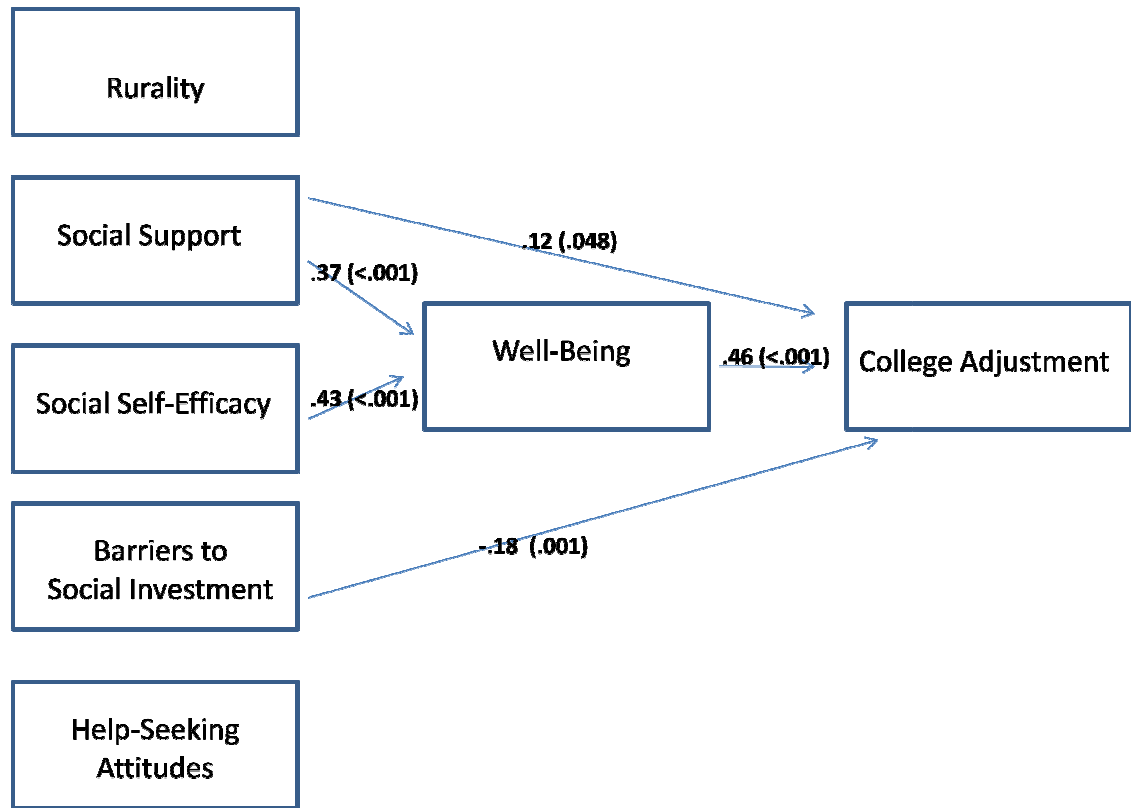 Rurality
Social Support
.12 (.048)
.37 (<.001)
Well-Being
.46 (<.001)
College Adjustment
Social Self-Efficacy
.43 (<.001)
Barriers to
Social Investment
-.18 (.001)
Help-Seeking
Attitudes